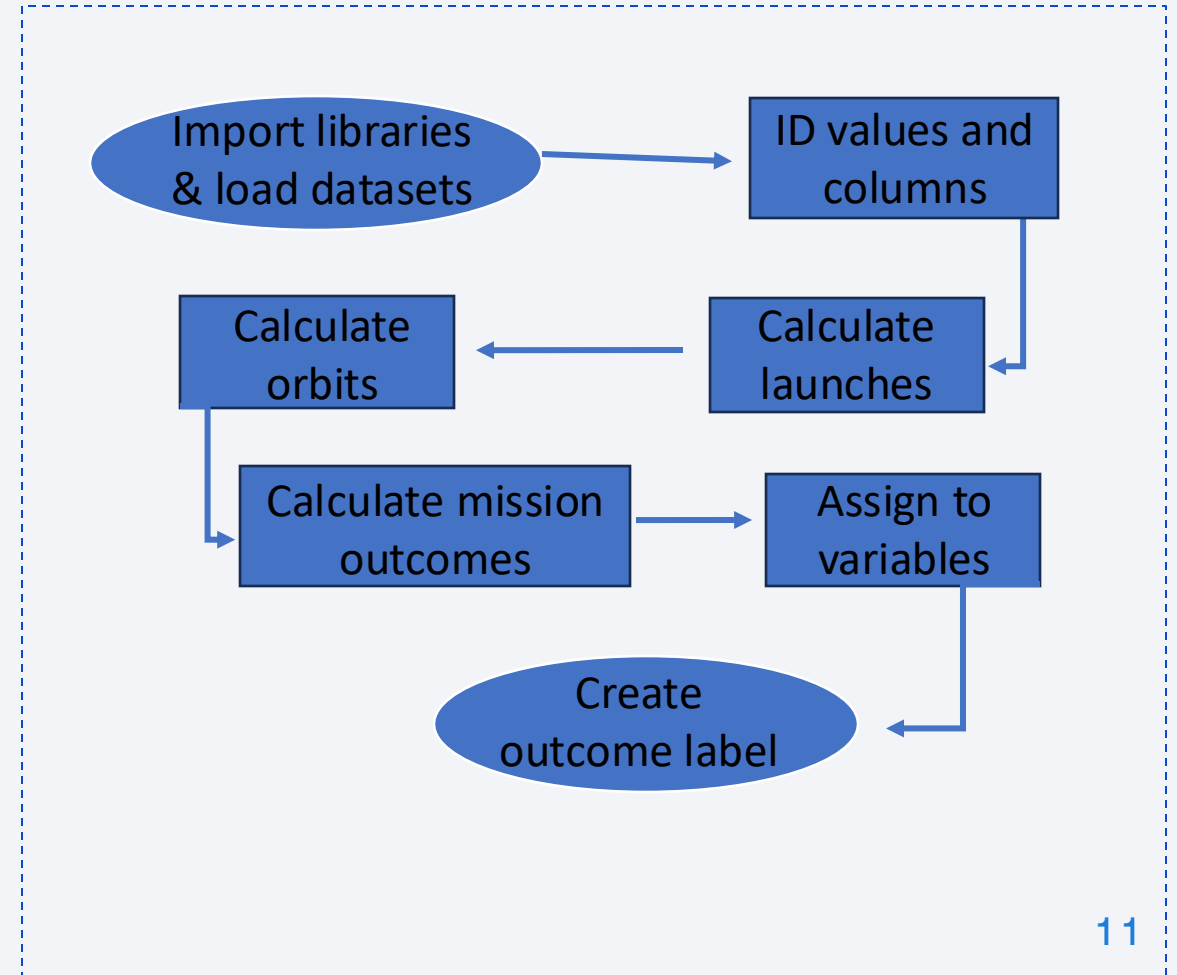 Import libraries
& load datasets
ID values and
columns
Calculate
launches
Calculate
orbits
Calculate mission
outcomes
Assign to
variables
Create
outcome label
11